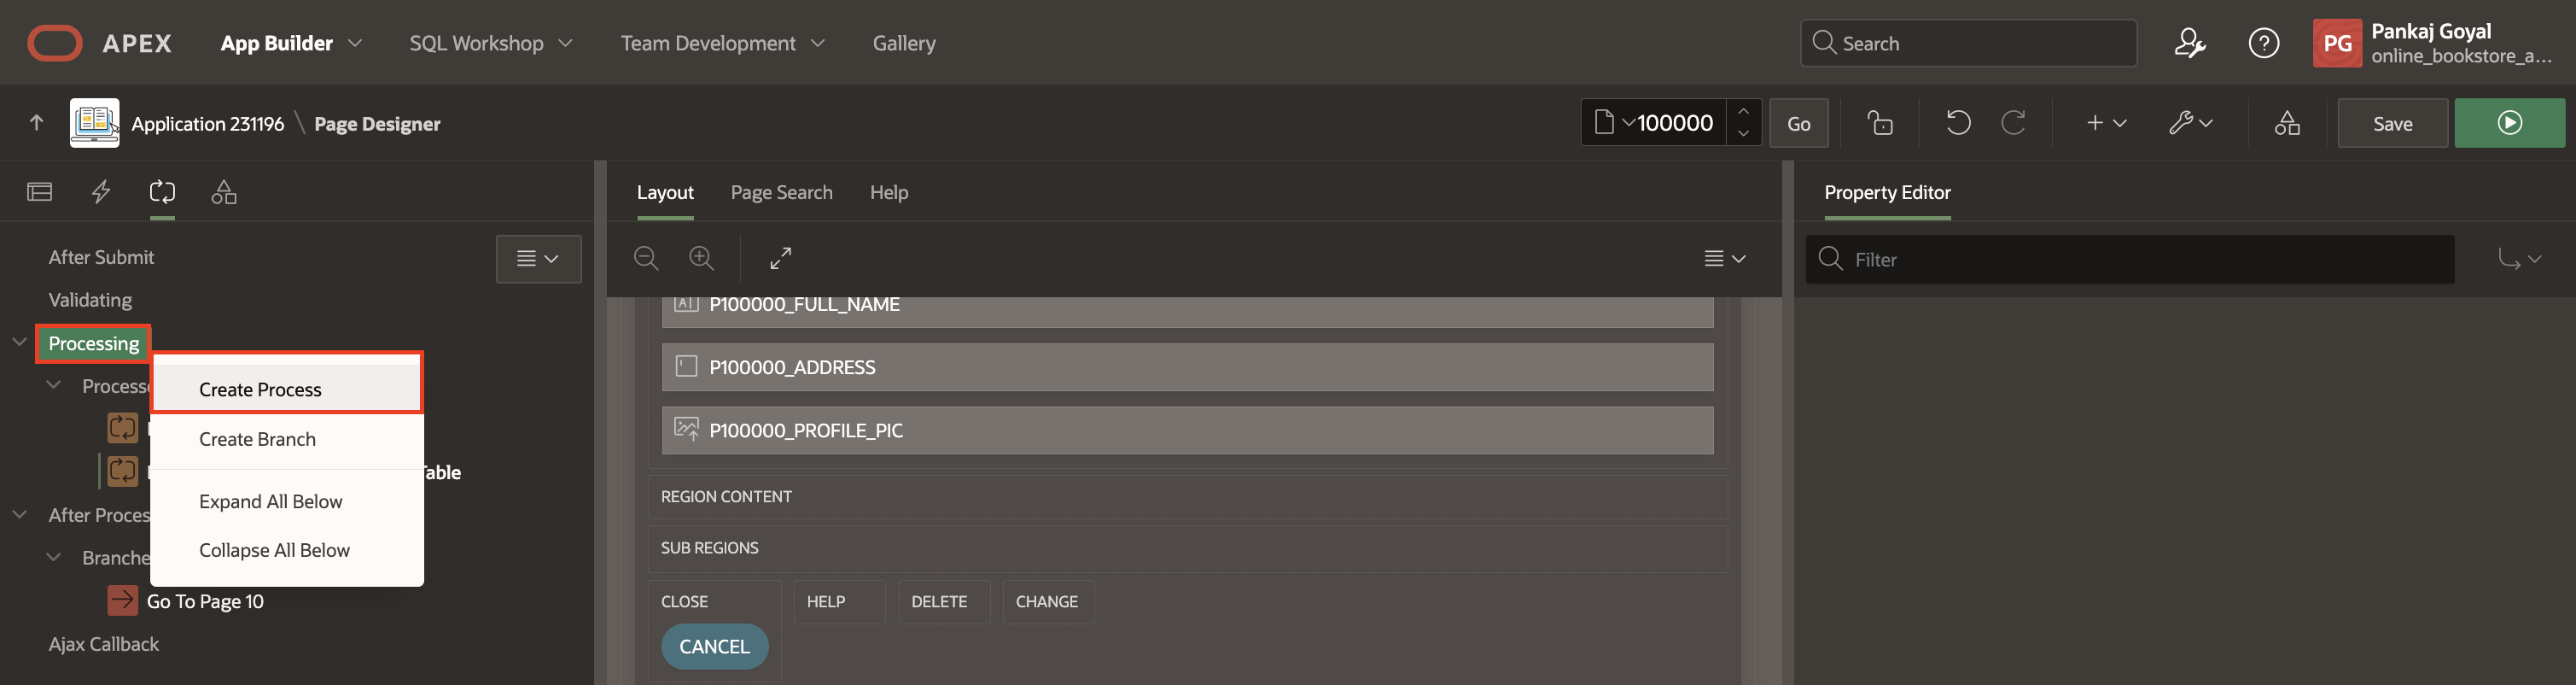 APEX App Builder SQL Workshop Team Development Gallery Search PG Pankaj Goyal
online_bookstore_a...
Application 231196 \ Page Designer 100000 Go Save
Layout Page Search Help Property Editor
After Submit
Filter
Validating
P100000_FULL_NAME
Processing
P100000_ADDRESS
Create Process
P100000_PROFILE_PIC
Create Branch
Expand All Below
REGION CONTENT
After Proces
SUB REGIONS
Collapse All Below
Branche
Go To Page 10
CLOSE HELP DELETE CHANGE
Ajax Callback
CANCEL